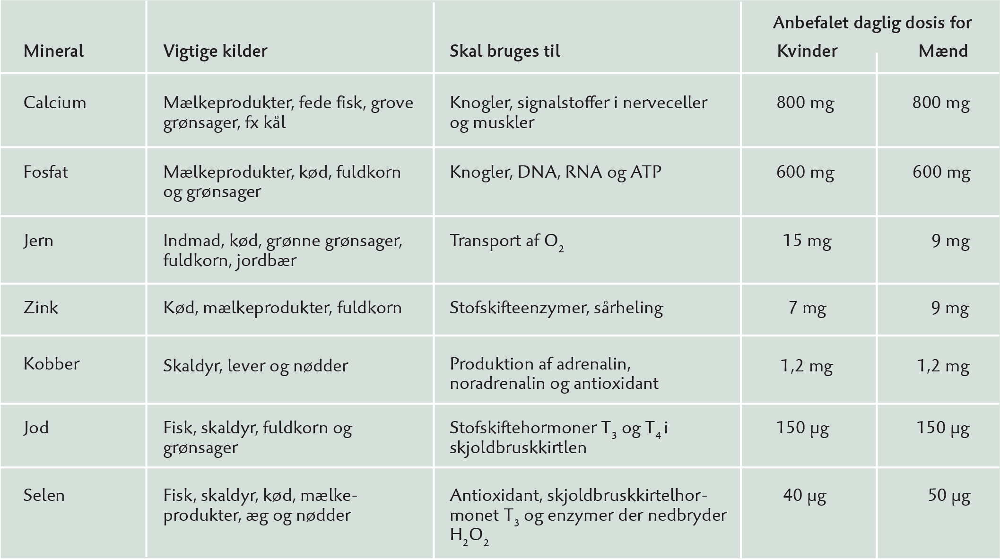 Anbefalet daglig dosis for
Mineral Vigtige kilder Skal bruges til Kvinder Mænd
Calcium Mælkeprodukter, fede fisk, grove Knogler, signalstoffer i nerveceller 800 mg 800 mg
grønsager, fx kål og muskler
Fosfat Mælkeprodukter, kød, fuldkorn Knogler, DNA, RNA og ATP 600 mg 600 mg
og grønsager
Jern Indmad, kød, grønne grønsager, Transport af O₂ 15 mg 9 mg
fuldkorn, jordbær
Zink Kød, mælkeprodukter, fuldkorn Stofskifteenzymer, sårheling 7 mg 9 mg
Kobber Skaldyr, lever og nødder Produktion af adrenalin, 1,2 mg 1,2 mg
noradrenalin og antioxidant
Jod Fisk, skaldyr, fuldkorn og Stofskiftehormoner T₃ og T₄ i 150 µg 150 µg
grønsager skjoldbruskkirtlen
Selen Fisk, skaldyr, kød, mælke- Antioxidant, skjoldbruskkirtelhor- 40 µg 50 µg
produkter, æg og nødder monet T₃ og enzymer der nedbryder
H₂O₂